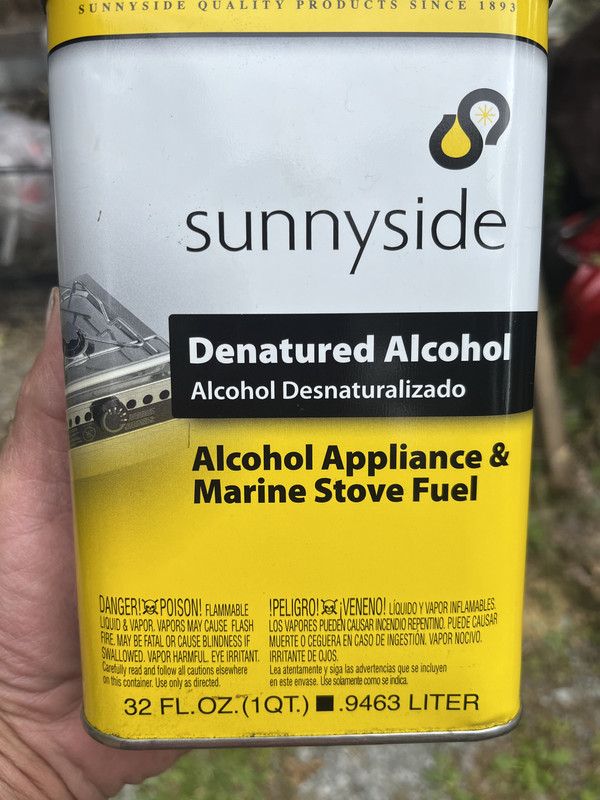 SUNNYSIDE QUALITY PRODUCTS SINCE 1893
sunnyside
Denatured Alcohol
Alcohol Desnaturalizado
Alcohol Appliance &
Marine Stove Fuel
DANGER! POISON! FLAMMABLE
LIQUID & VAPOR. VAPORS MAY CAUSE FLASH
FIRE. MAY BE FATAL OR CAUSE BLINDNESS IF
SWALLOWED. VAPOR HARMFUL. EYE IRRITANT.
Carefully read and follow all cautions elsewhere
on this container. Use only as directed.
!PELIGRO! ¡VENENO! LÍQUIDO Y VAPOR INFLAMABLES.
LOS VAPORES PUEDEN CAUSAR INCENDIO REPENTINO. PUEDE CAUSAR
MUERTE O CEGUERA EN CASO DE INGESTIÓN. VAPOR NOCIVO.
IRRITANTE DE OJOS.
Lea atentamente y siga las advertencias que se incluyen
en este envase. Use solamente como se indica.
32 FL.OZ.(1QT.) ■ .9463 LITER